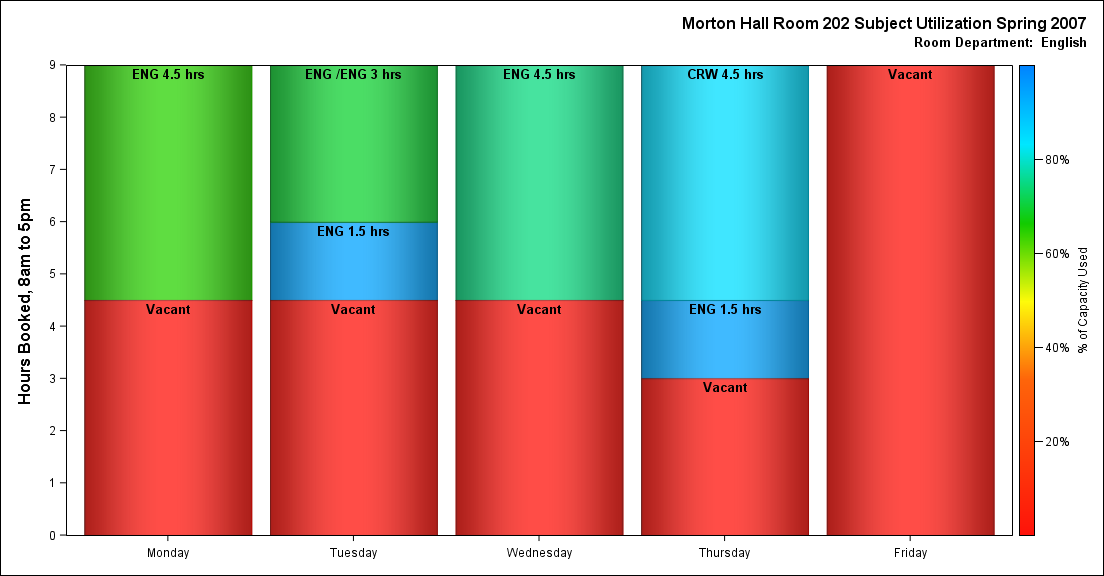 Morton Hall Room 202 Subject Utilization Spring 2007
Room Department: English
Hours Booked, 8am to 5pm
9
8
7
6
5
4
3
2
1
0
ENG 4.5 hrs
Vacant
ENG /ENG 3 hrs
ENG 1.5 hrs
Vacant
ENG 4.5 hrs
Vacant
CRW 4.5 hrs
ENG 1.5 hrs
Vacant
Vacant
Monday
Tuesday
Wednesday
Thursday
Friday
80%
60%
40%
20%
% of Capacity Used